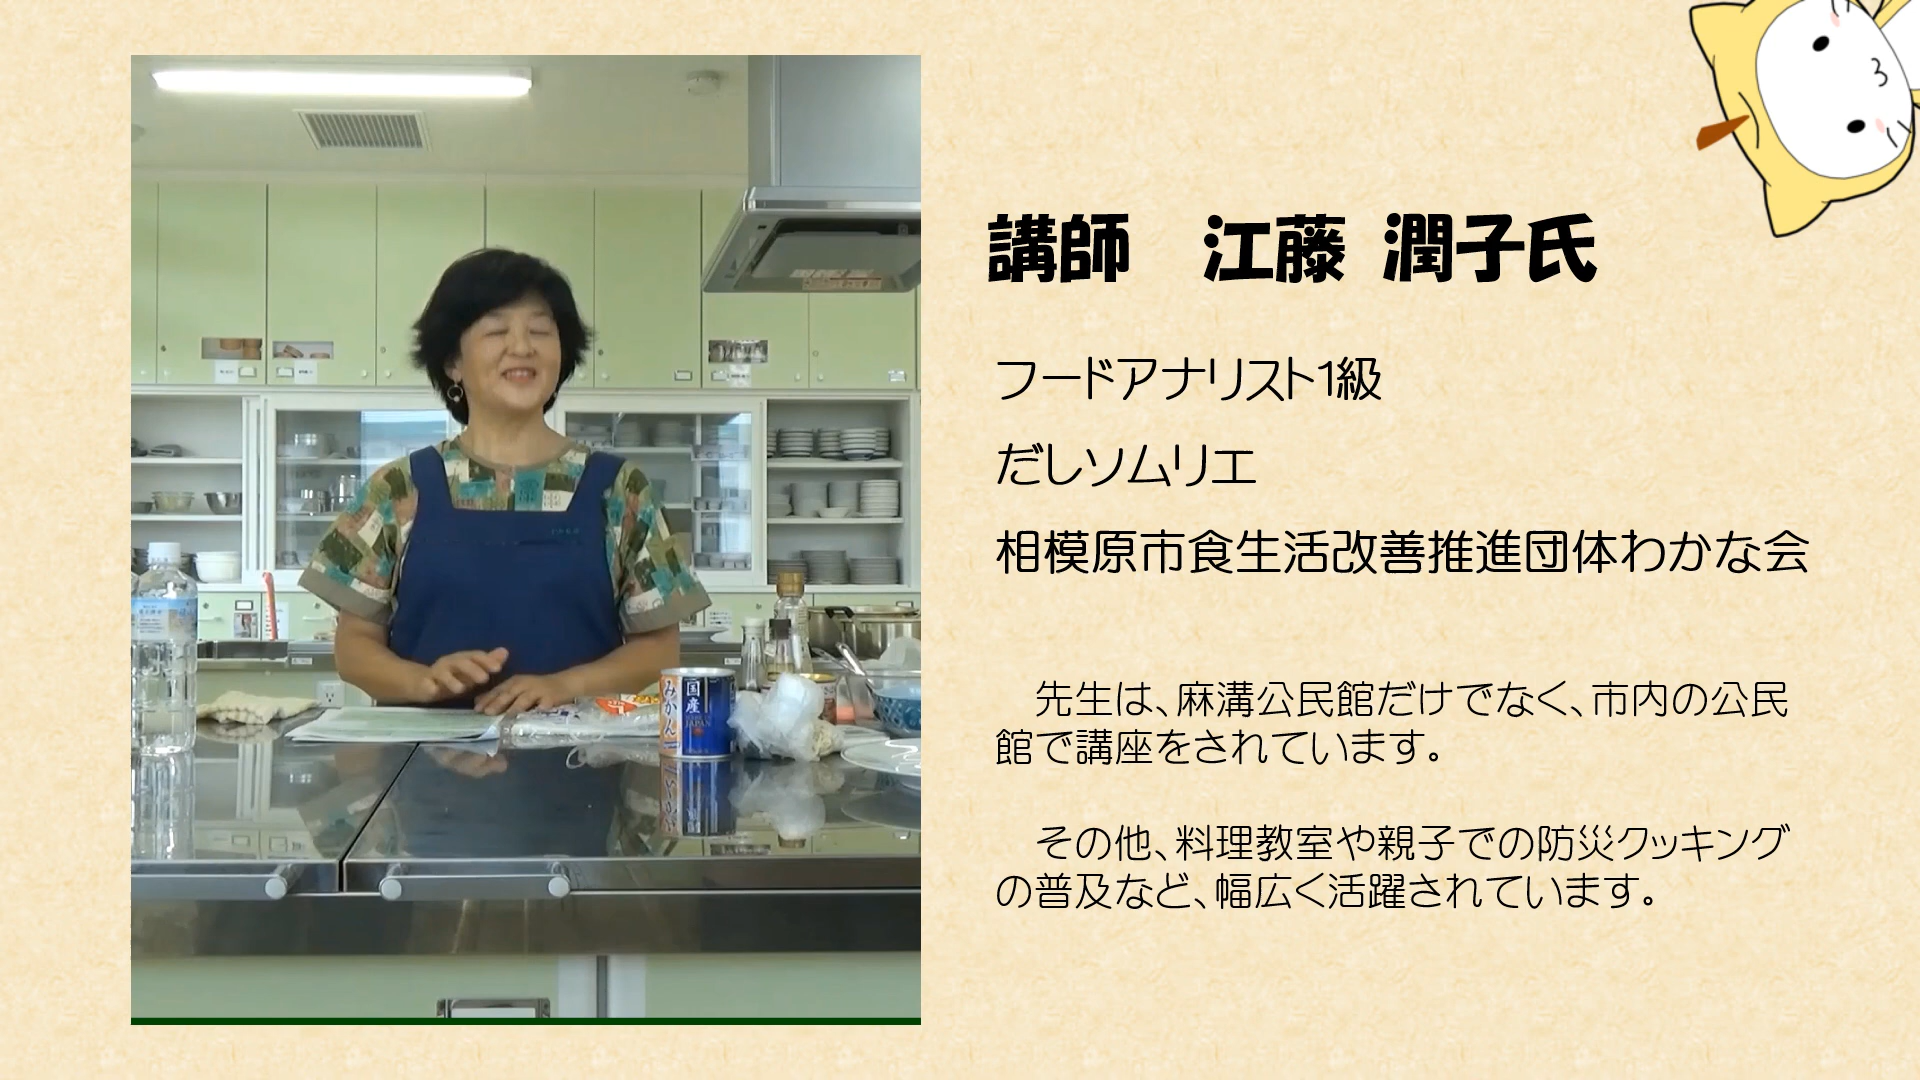 講師　江藤 潤子氏
フードアナリスト1級
だしソムリエ
相模原市食生活改善推進団体わかな会
先生は、麻溝公民館だけでなく、市内の公民
館で講座をされています。
その他、料理教室や親子での防災クッキング
の普及など、幅広く活躍されています。
みかん
国産
JAPAN